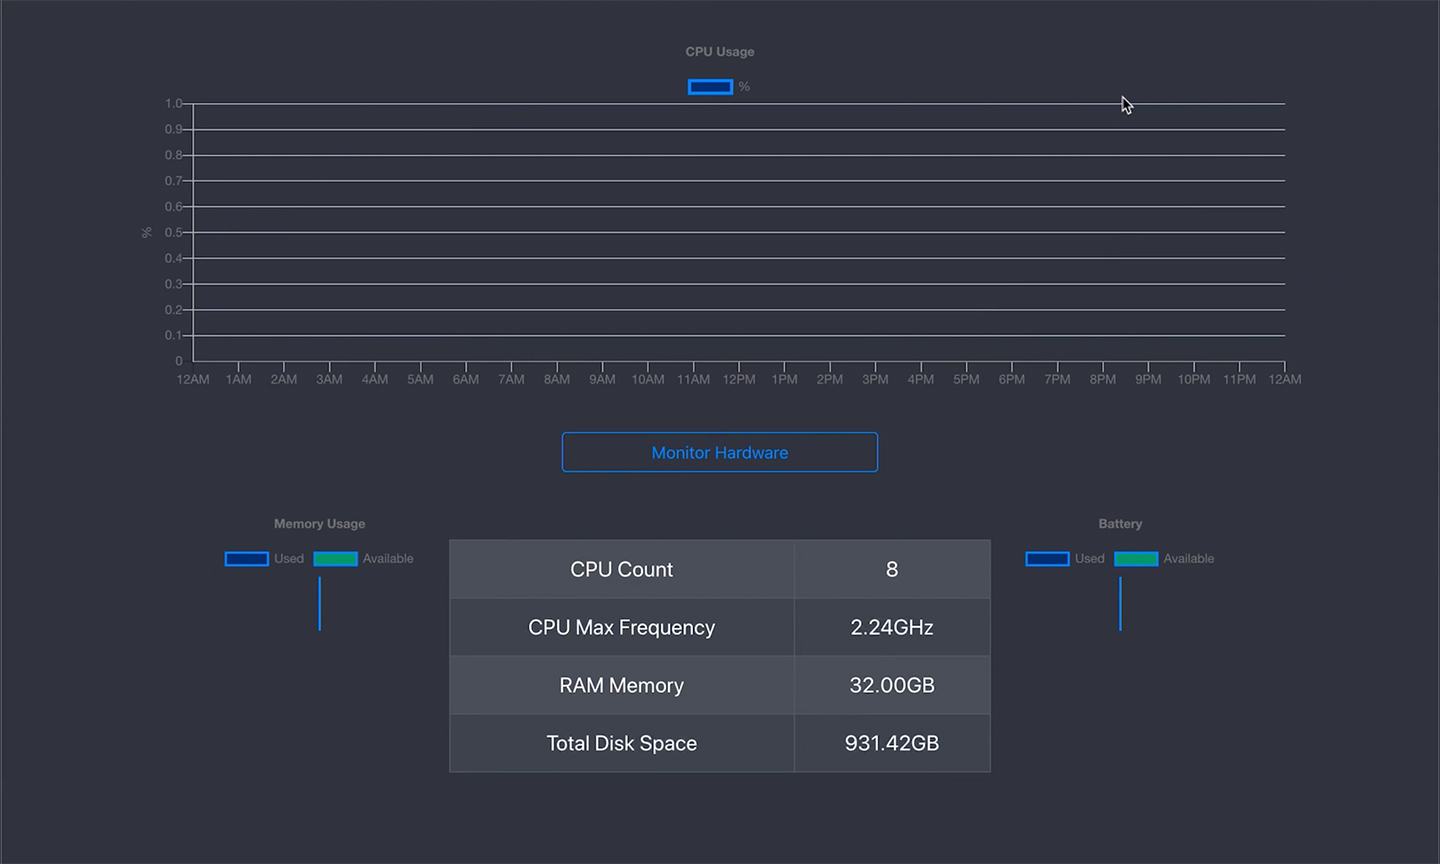 CPU Usage
%
1.0
0.9
0.8
0.7
0.6
%
0.5
0.4
0.3
0.2
0.1
0
12AM 1AM 2AM 3AM 4AM 5AM 6AM 7AM 8AM 9AM 10AM 11AM 12PM 1PM 2PM 3PM 4PM 5PM 6PM 7PM 8PM 9PM 10PM 11PM 12AM
Monitor Hardware
Memory Usage
Used Available
CPU Count 8
CPU Max Frequency 2.24GHz
RAM Memory 32.00GB
Total Disk Space 931.42GB
Battery
Used Available